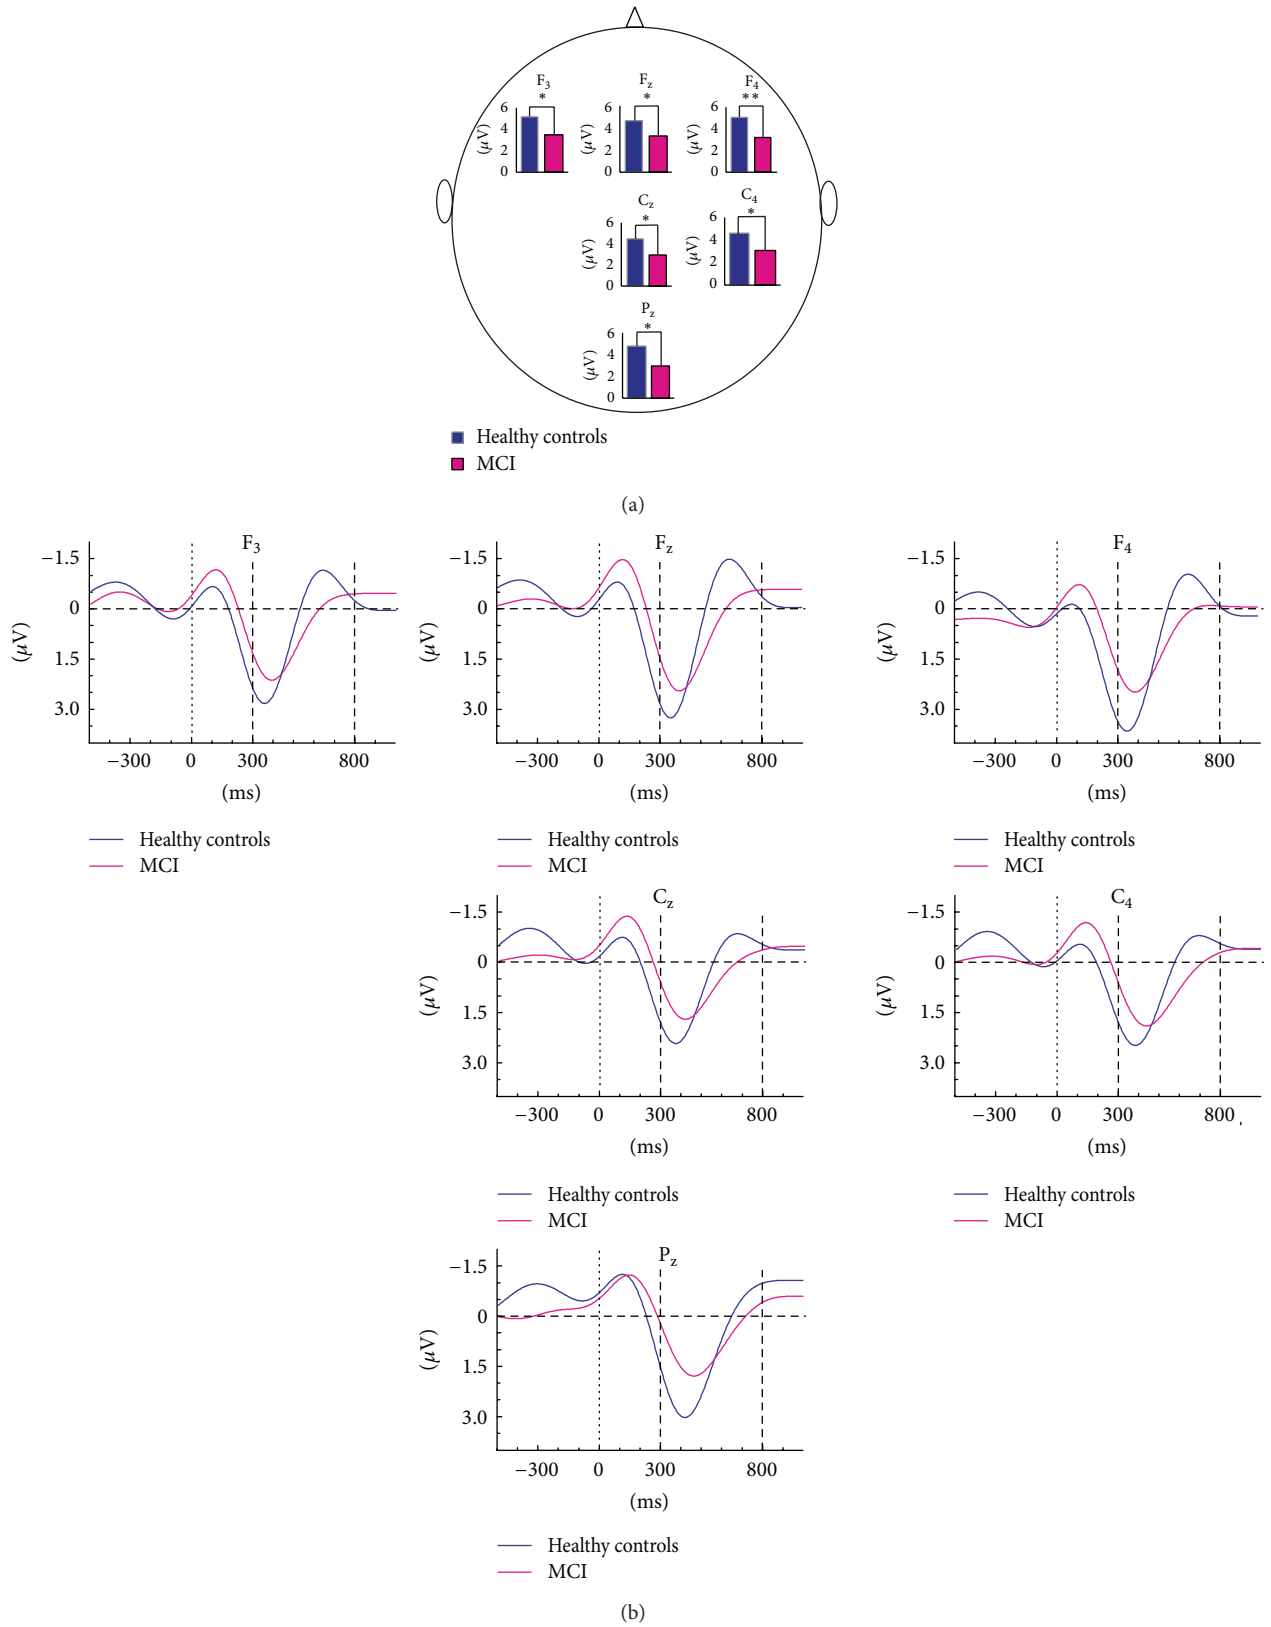 F3 Fz F4
* * **
6 6 6
4 4 4
2 2 2
0 0 0
(μV) (μV) (μV)
Cz C4
* *
6 6
4 4
2 2
0 0
(μV) (μV)
Pz
*
6
4
2
0
(μV)
Healthy controls
MCI
(a)
F3 Fz F4
−1.5 −1.5 −1.5
0 0 0
1.5 1.5 1.5
3.0 3.0 3.0
(μV) (μV) (μV)
−300 0 300 800 −300 0 300 800 −300 0 300 800
(ms) (ms) (ms)
Healthy controls Healthy controls Healthy controls
MCI MCI MCI
Cz C4
−1.5 −1.5
0 0
1.5 1.5
3.0 3.0
(μV) (μV)
−300 0 300 800 −300 0 300 800
(ms) (ms)
Healthy controls Healthy controls
MCI MCI
Pz
−1.5
0
1.5
3.0
(μV)
−300 0 300 800
(ms)
Healthy controls
MCI
(b)